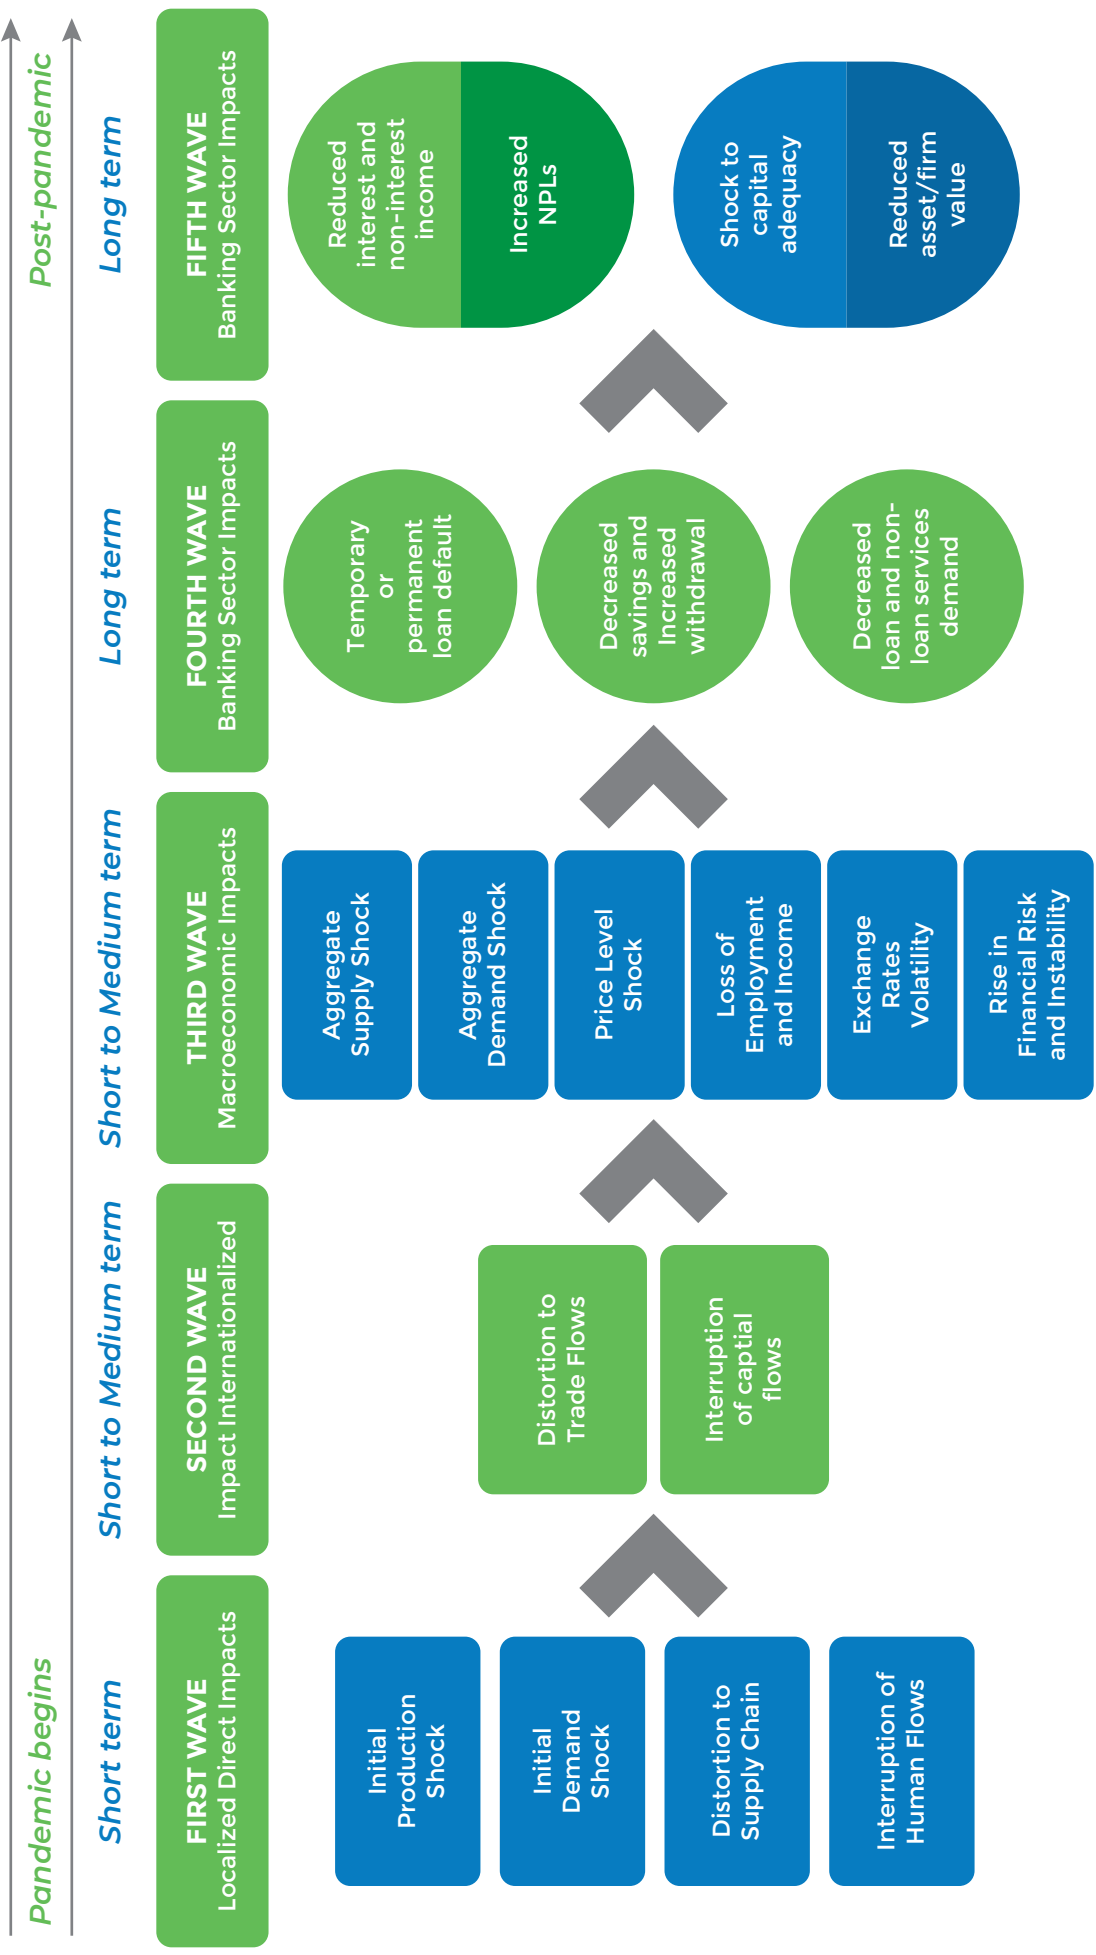 Pandemic begins
Post-pandemic
Short term
Short to Medium term
Short to Medium term
Long term
Long term
FIRST WAVE
Localized Direct Impacts
SECOND WAVE
Impact Internationalized
THIRD WAVE
Macroeconomic Impacts
FOURTH WAVE
Banking Sector Impacts
FIFTH WAVE
Banking Sector Impacts
Initial
Production
Shock
Initial
Demand
Shock
Distortion to
Supply Chain
Interruption of
Human Flows
Distortion to
Trade Flows
Interruption
of captial
flows
Aggregate
Supply Shock
Aggregate
Demand Shock
Price Level
Shock
Loss of
Employment
and Income
Exchange
Rates
Volatility
Rise in
Financial Risk
and Instability
Temporary
or
permanent
loan default
Decreased
savings and
Increased
withdrawal
Decreased
loan and non-
loan services
demand
Reduced
interest and
non-interest
income
Increased
NPLs
Shock to
capital
adequacy
Reduced
asset/firm
value